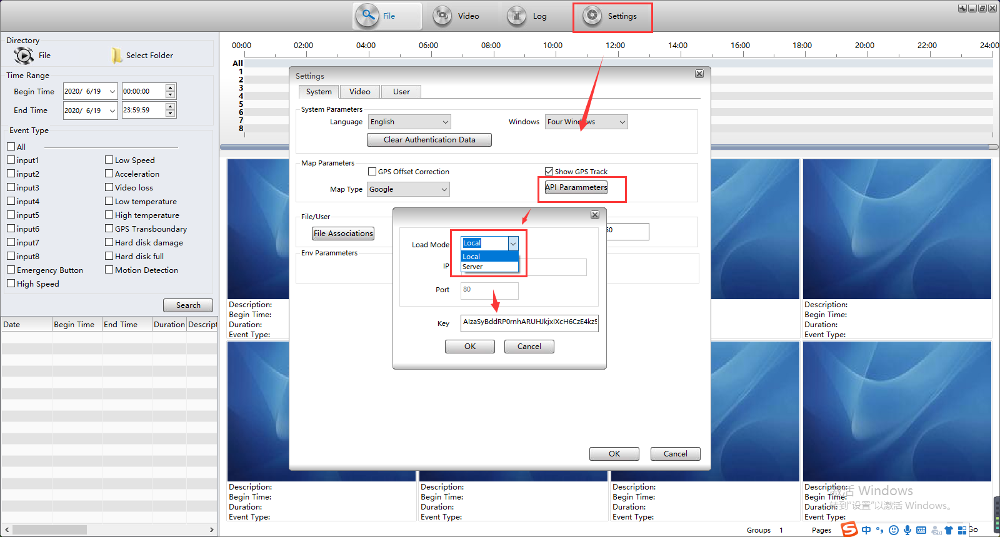 File
Video
Log
Settings
Directory
File
Select Folder
Time Range
Begin Time
2020/ 6/19
00:00:00
End Time
2020/ 6/19
23:59:59
Event Type
All
input1
Low Speed
input2
Acceleration
input3
Video loss
input4
Low temperature
input5
High temperature
input6
GPS Transboundary
input7
Hard disk damage
input8
Hard disk full
Emergency Button
Motion Detection
High Speed
Search
Date
Begin Time
End Time
Duration
Descript
00:00
02:00
04:00
06:00
08:00
10:00
12:00
14:00
16:00
18:00
20:00
22:00
24:00
All
1
2
3
4
5
6
7
8
Settings
System
Video
User
System Parameters
Language
English
Windows
Four Windows
Clear Authentication Data
Map Parameters
GPS Offset Correction
Show GPS Track
Map Type
Google
API Parammeters
File/User
File Associations
50
Env Parammeters
Load Mode
Local
Local
Server
IP
Port
80
Key
AIzaSyBddRP0rnhARUHJkjxIXcH6CzE4kz5
OK
Cancel
OK
Cancel
Description:
Begin Time:
Duration:
Event Type:
Description:
Begin Time:
Duration:
Event Type:
Description:
Begin Time:
Duration:
Event Type:
Description:
Begin Time:
Duration:
Event Type:
Description:
Begin Time:
Duration:
Event Type:
Description:
Begin Time:
Duration:
Event Type:
激活 Windows
转到"设置"以激活 Windows。
Groups 1
Pages
中
Go